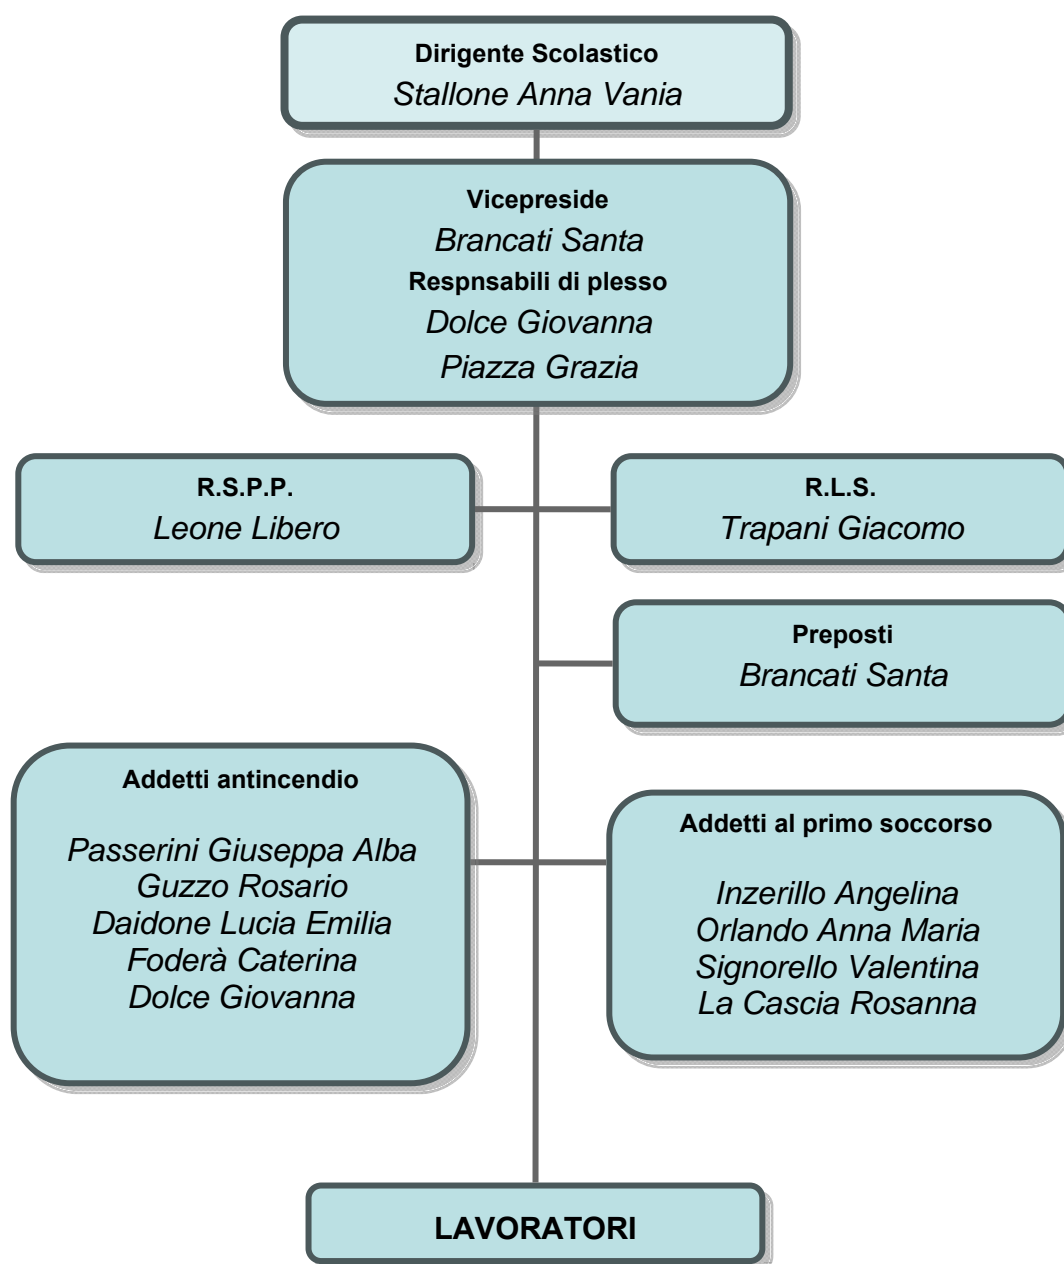 Dirigente Scolastico
Stallone Anna Vania
Vicepreside
Brancati Santa
Respnsabili di plesso
Dolce Giovanna
Piazza Grazia
R.S.P.P.
Leone Libero
R.L.S.
Trapani Giacomo
Preposti
Brancati Santa
Addetti antincendio
Passerini Giuseppa Alba
Guzzo Rosario
Daidone Lucia Emilia
Foderà Caterina
Dolce Giovanna
Addetti al primo soccorso
Inzerillo Angelina
Orlando Anna Maria
Signorello Valentina
La Cascia Rosanna
LAVORATORI